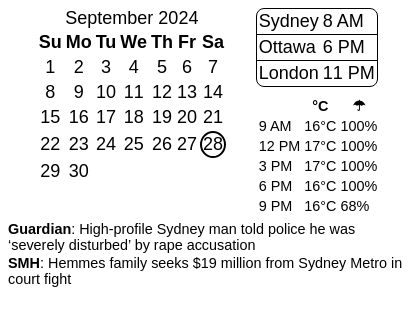 September 2024
Su Mo Tu We Th Fr Sa
1 2 3 4 5 6 7
8 9 10 11 12 13 14
15 16 17 18 19 20 21
22 23 24 25 26 27 28
29 30
Sydney 8 AM
Ottawa 6 PM
London 11 PM
°C ☂
9 AM 16°C 100%
12 PM 17°C 100%
3 PM 17°C 100%
6 PM 16°C 100%
9 PM 16°C 68%
Guardian: High-profile Sydney man told police he was
‘severely disturbed’ by rape accusation
SMH: Hemmes family seeks $19 million from Sydney Metro in
court fight